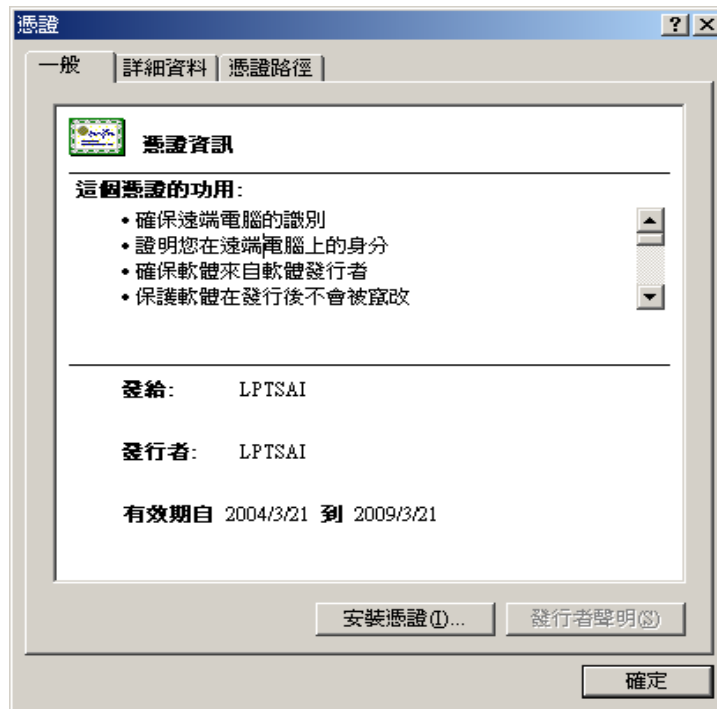 憑證
一般 詳細資料 憑證路徑
憑證資訊
這個憑證的功用:
• 確保遠端電腦的識別
• 證明您在遠端電腦上的身分
• 確保軟體來自軟體發行者
• 保護軟體在發行後不會被竄改
發給: LPTSAI
發行者: LPTSAI
有效期自 2004/3/21 到 2009/3/21
安裝憑證(I)... 發行者聲明(S)
確定